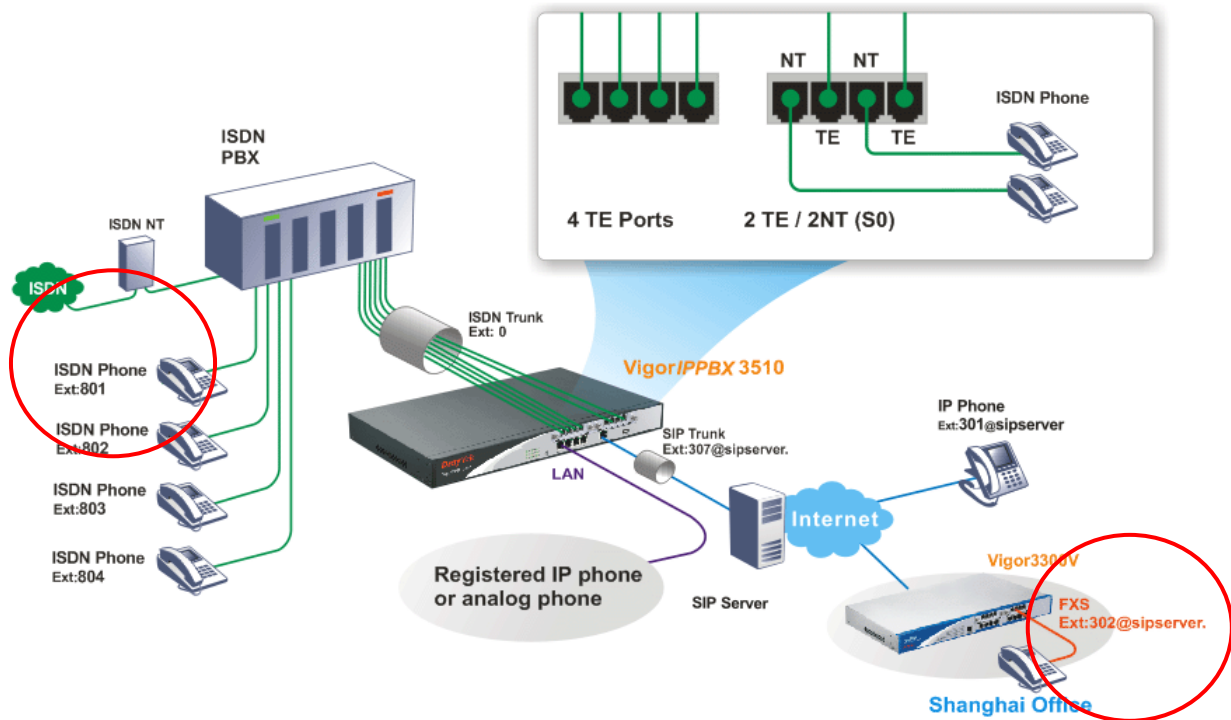 NT
NT
ISDN Phone
TE
TE
4 TE Ports
2 TE / 2NT (S0)
ISDN
PBX
ISDN NT
ISDN
ISDN Trunk
Ext: 0
ISDN Phone
Ext:801
ISDN Phone
Ext:802
ISDN Phone
Ext:803
ISDN Phone
Ext:804
VigorIPPBX 3510
Draytek
LAN
SIP Trunk
Ext:307@sipserver.
IP Phone
Ext:301@sipserver
Internet
Registered IP phone
or analog phone
SIP Server
Vigor3300V
FXS
Ext:302@sipserver.
Shanghai Office